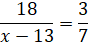 18/(x − 13) = 3/7